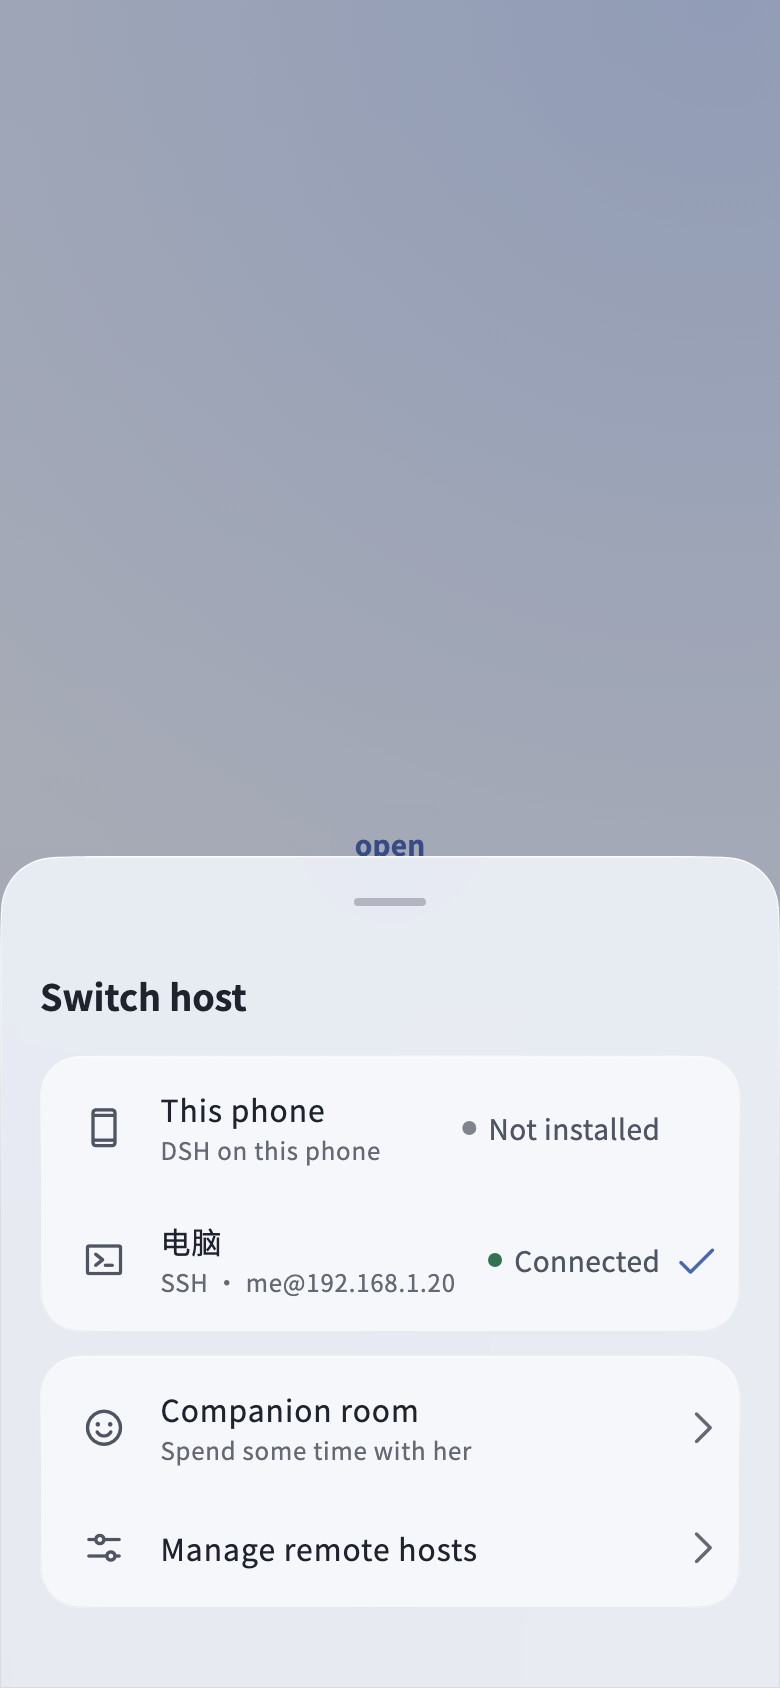 open
Switch host
This phone
DSH on this phone
Not installed
电脑
SSH • me@192.168.1.20
Connected
Companion room
Spend some time with her
Manage remote hosts